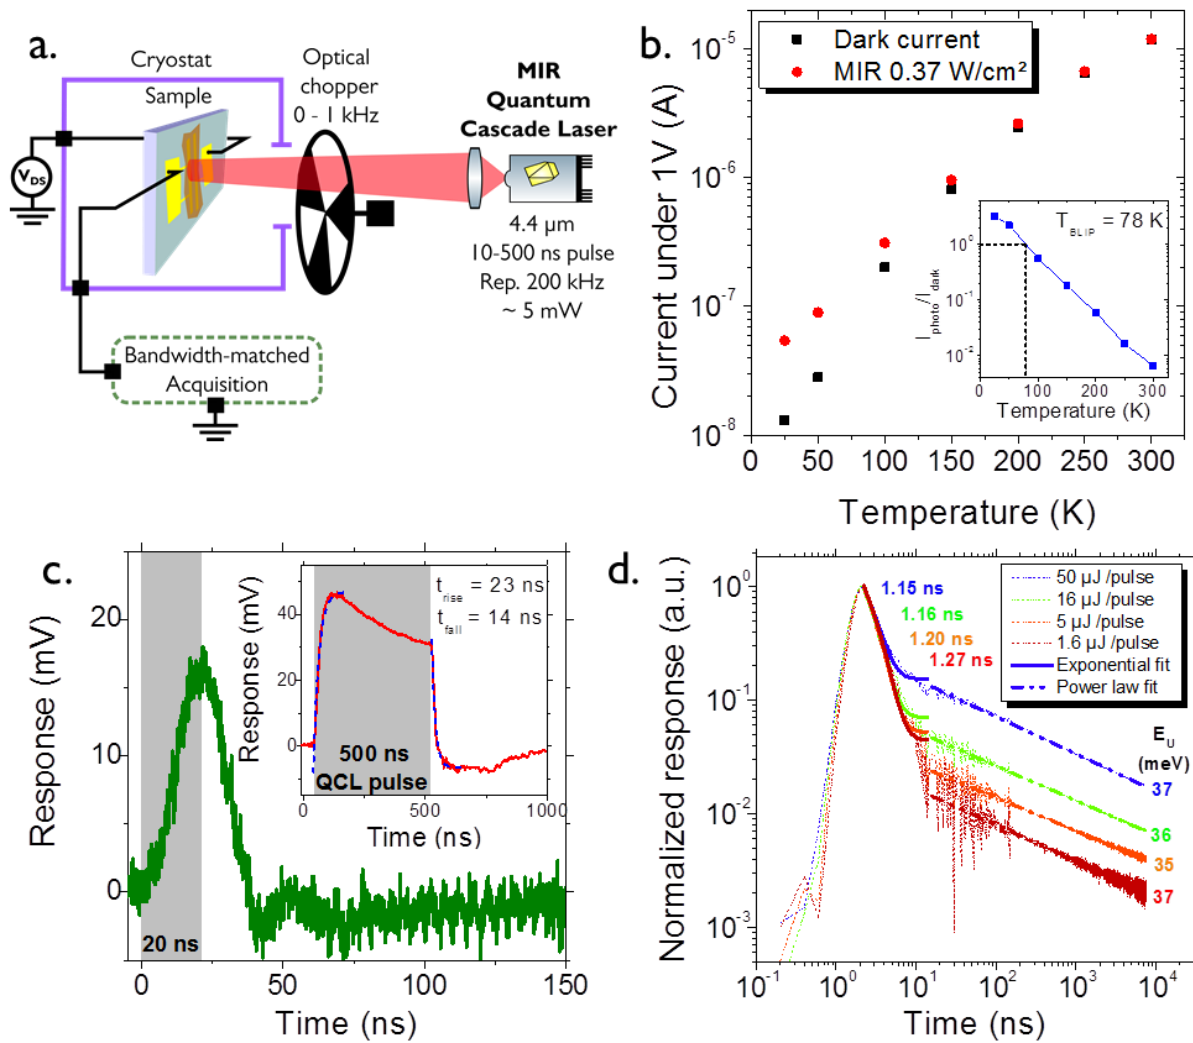 a.
Cryostat
Sample
Optical
chopper
0 - 1 kHz
MIR
Quantum
Cascade Laser
V_DS
4.4 µm
10-500 ns pulse
Rep. 200 kHz
~ 5 mW
Bandwidth-matched
Acquisition
b.
Dark current
MIR 0.37 W/cm²
Current under 1V (A)
10⁻⁵
10⁻⁶
10⁻⁷
10⁻⁸
0 50 100 150 200 250 300
Temperature (K)
T_BLIP = 78 K
I_photo/I_dark
10⁰
10⁻¹
10⁻²
0 100 200 300
Temperature (K)
c.
Response (mV)
20
10
0
20 ns
0 50 100 150
Time (ns)
t_rise = 23 ns
t_fall = 14 ns
Response (mV)
40
20
0
500 ns
QCL pulse
0 500 1000
Time (ns)
d.
Normalized response (a.u.)
10⁰
10⁻¹
10⁻²
10⁻³
1.15 ns
1.16 ns
1.20 ns
1.27 ns
50 µJ /pulse
16 µJ /pulse
5 µJ /pulse
1.6 µJ /pulse
Exponential fit
Power law fit
E_U
(meV)
37
36
35
37
10⁻¹ 10⁰ 10¹ 10² 10³ 10⁴
Time (ns)